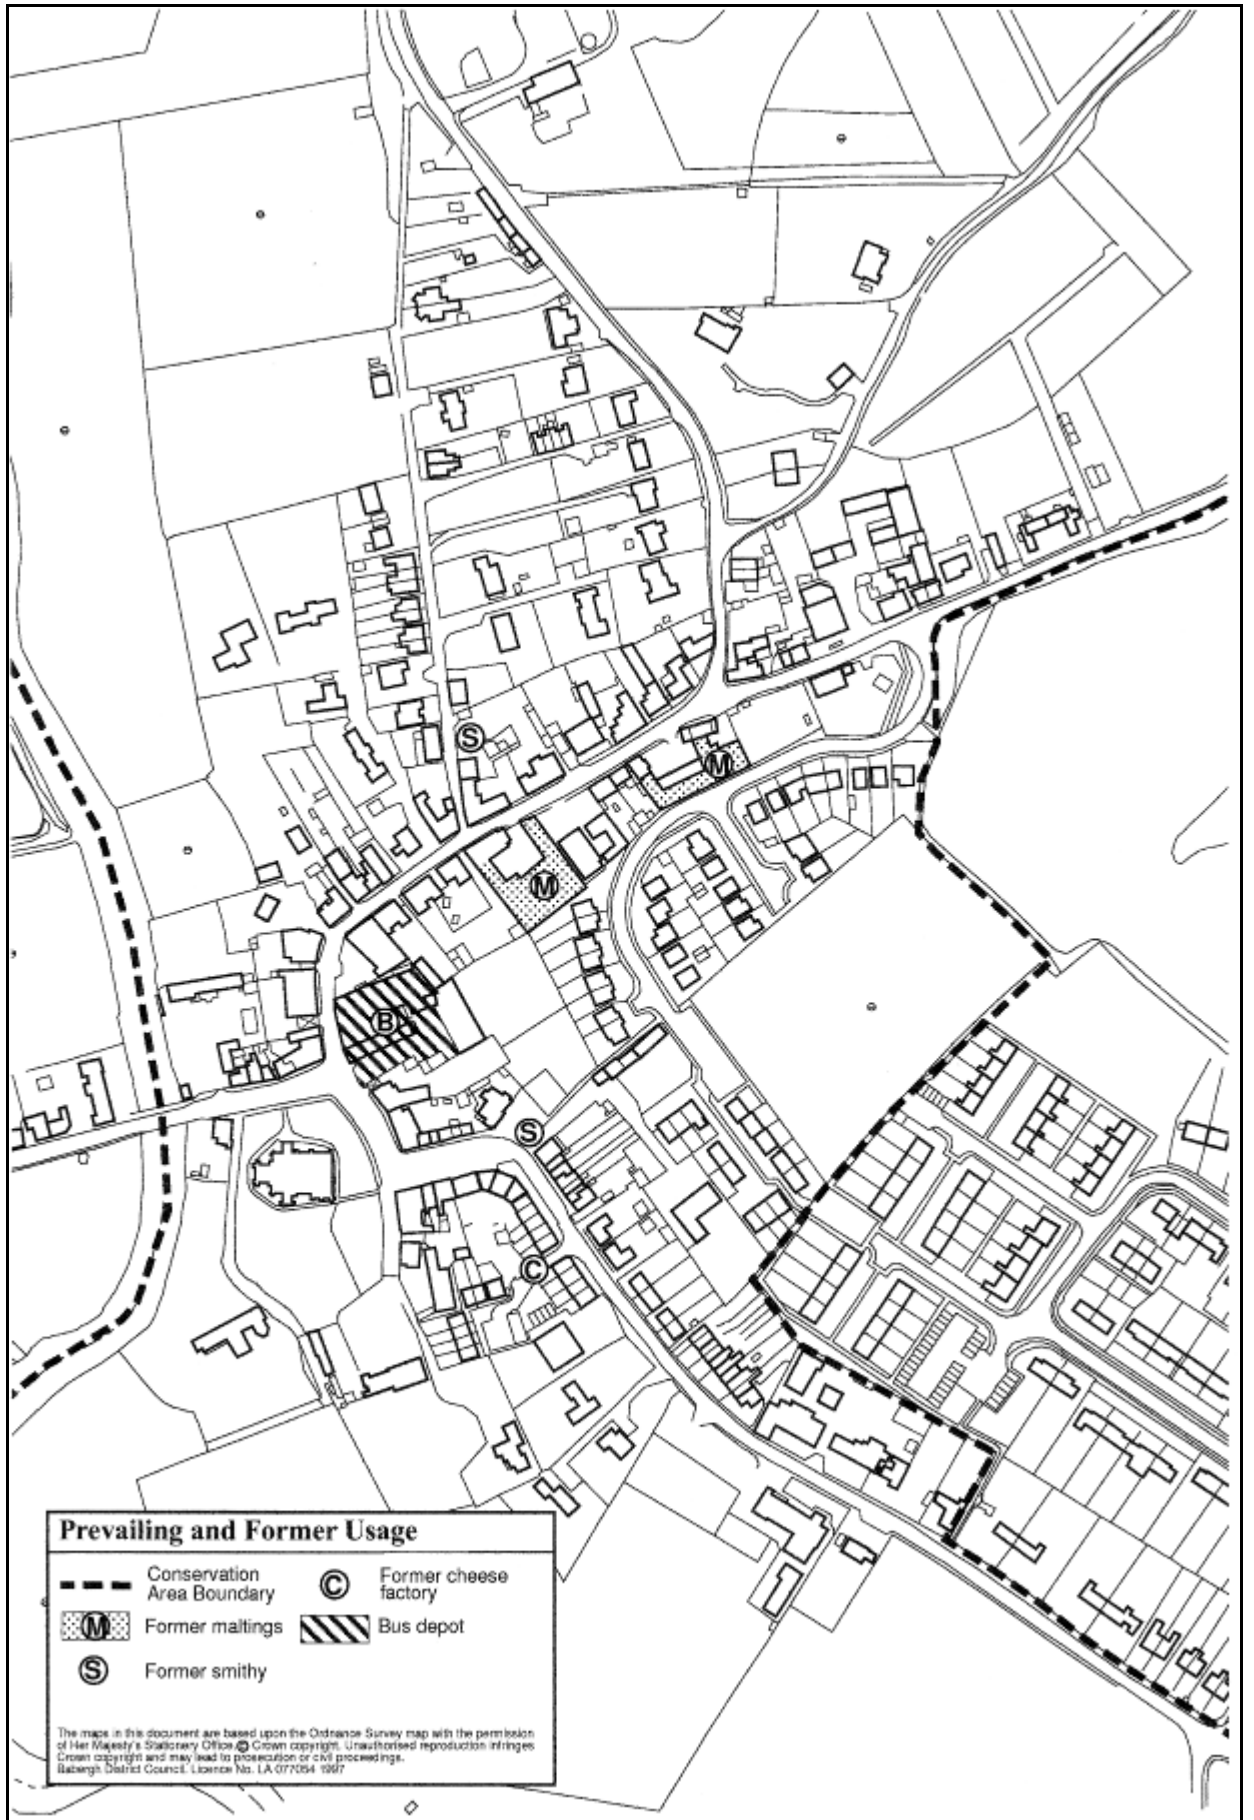 S
M
M
B
S
C
Prevailing and Former Usage
Conservation
Area Boundary
C
Former cheese
factory
M
Former maltings
Bus depot
S
Former smithy
The maps in this document are based upon the Ordnance Survey map with the permission
of Her Majesty's Stationery Office.© Crown copyright. Unauthorised reproduction infringes
Crown copyright and may lead to prosecution or civil proceedings.
Babergh District Council. Licence No. LA 077054 1997